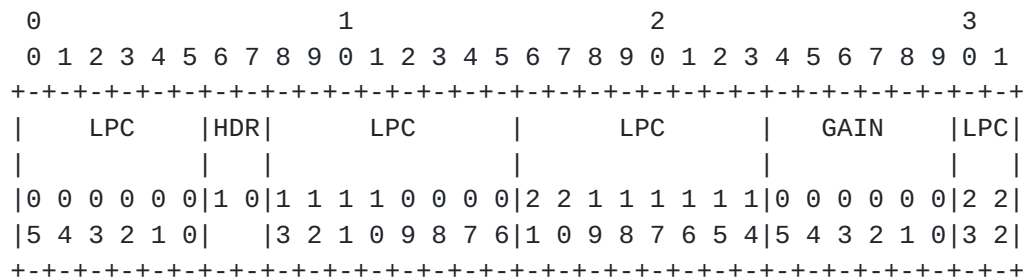 0                   1                   2                   3
 0 1 2 3 4 5 6 7 8 9 0 1 2 3 4 5 6 7 8 9 0 1 2 3 4 5 6 7 8 9 0 1
+-+-+-+-+-+-+-+-+-+-+-+-+-+-+-+-+-+-+-+-+-+-+-+-+-+-+-+-+-+-+-+-+
|    LPC    |HDR|      LPC      |      LPC      |   GAIN    |LPC|
|           |   |               |               |           |   |
|0 0 0 0 0 0|1 0|1 1 1 1 0 0 0 0|2 2 1 1 1 1 1 1|0 0 0 0 0 0|2 2|
|5 4 3 2 1 0|   |3 2 1 0 9 8 7 6|1 0 9 8 7 6 5 4|5 4 3 2 1 0|3 2|
+-+-+-+-+-+-+-+-+-+-+-+-+-+-+-+-+-+-+-+-+-+-+-+-+-+-+-+-+-+-+-+-+